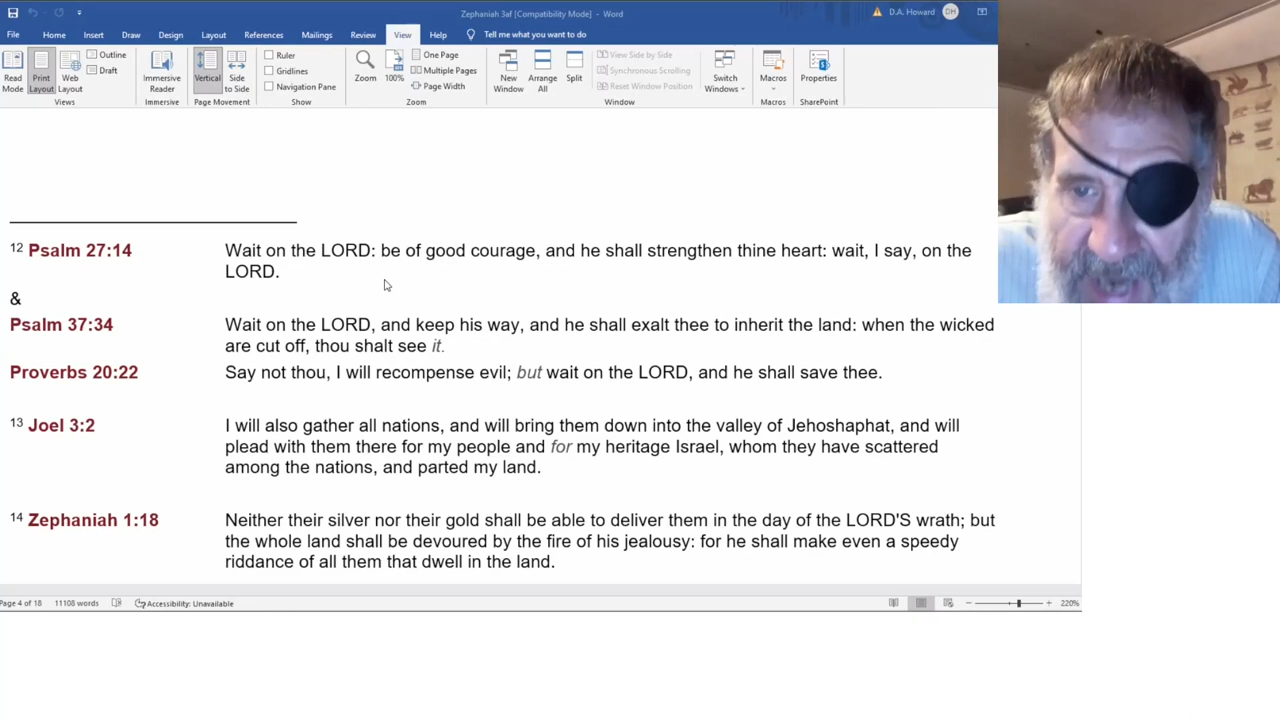 Zephaniah 3af [Compatibility Mode] - Word
D.A. Howard
DH
File Home Insert Draw Design Layout References Mailings Review View Help Tell me what you want to do
Read Mode
Print Layout
Web Layout
Outline
Draft
Views
Immersive Reader
Immersive
Vertical
Side to Side
Page Movement
Ruler
Gridlines
Navigation Pane
Show
Zoom
100%
One Page
Multiple Pages
Page Width
Zoom
New Window
Arrange All
Split
View Side by Side
Synchronous Scrolling
Reset Window Position
Switch Windows
Window
Macros
Macros
Properties
SharePoint
12 Psalm 27:14 Wait on the LORD: be of good courage, and he shall strengthen thine heart: wait, I say, on the
LORD.
&
Psalm 37:34 Wait on the LORD, and keep his way, and he shall exalt thee to inherit the land: when the wicked
are cut off, thou shalt see it.
Proverbs 20:22 Say not thou, I will recompense evil; but wait on the LORD, and he shall save thee.
13 Joel 3:2 I will also gather all nations, and will bring them down into the valley of Jehoshaphat, and will
plead with them there for my people and for my heritage Israel, whom they have scattered
among the nations, and parted my land.
14 Zephaniah 1:18 Neither their silver nor their gold shall be able to deliver them in the day of the LORD'S wrath; but
the whole land shall be devoured by the fire of his jealousy: for he shall make even a speedy
riddance of all them that dwell in the land.
Page 4 of 18 11108 words Accessibility: Unavailable 220%